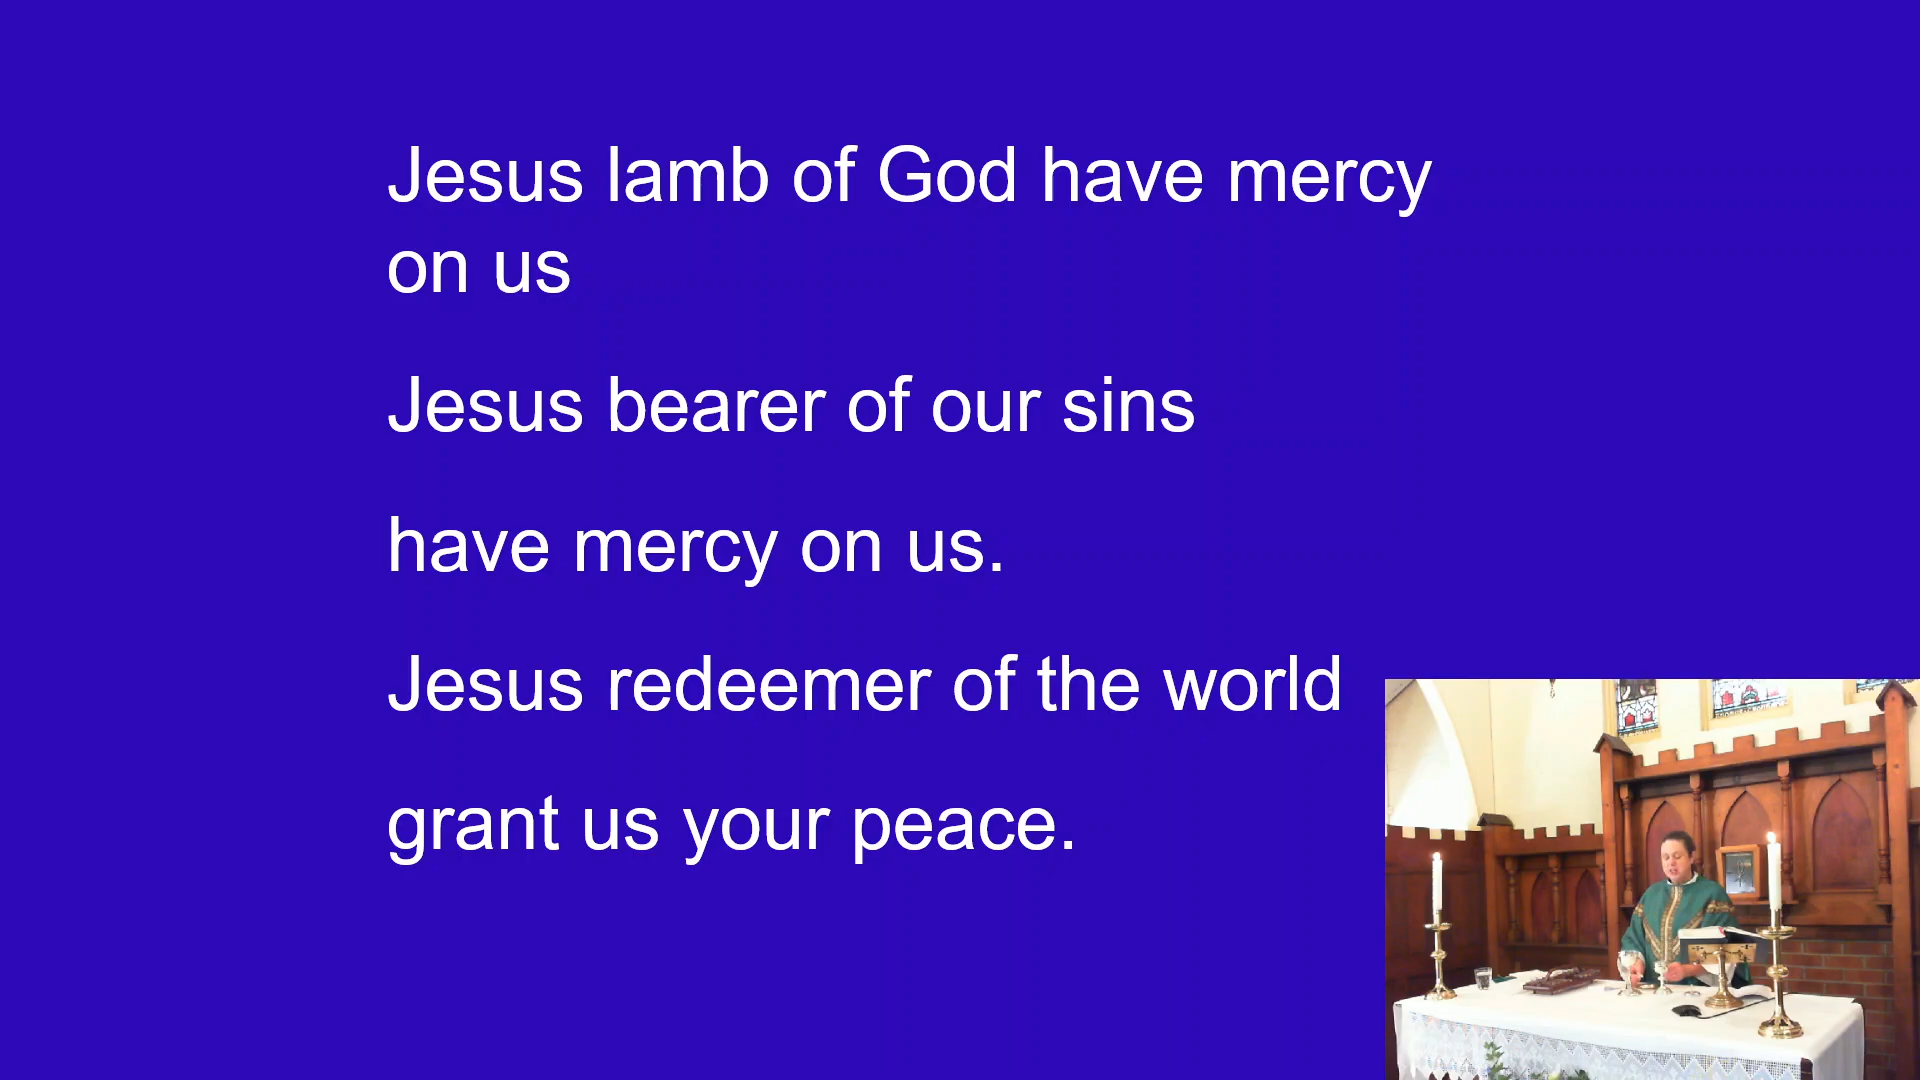 Jesus lamb of God have mercy
on us
Jesus bearer of our sins
have mercy on us.
Jesus redeemer of the world
grant us your peace.